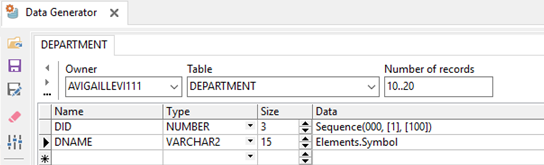 Data Generator
DEPARTMENT
Owner Table Number of records
AVIGAILLEVI111 DEPARTMENT 10..20
Name Type Size Data
DID NUMBER 3 Sequence(000, [1], [100])
DNAME VARCHAR2 15 Elements.Symbol